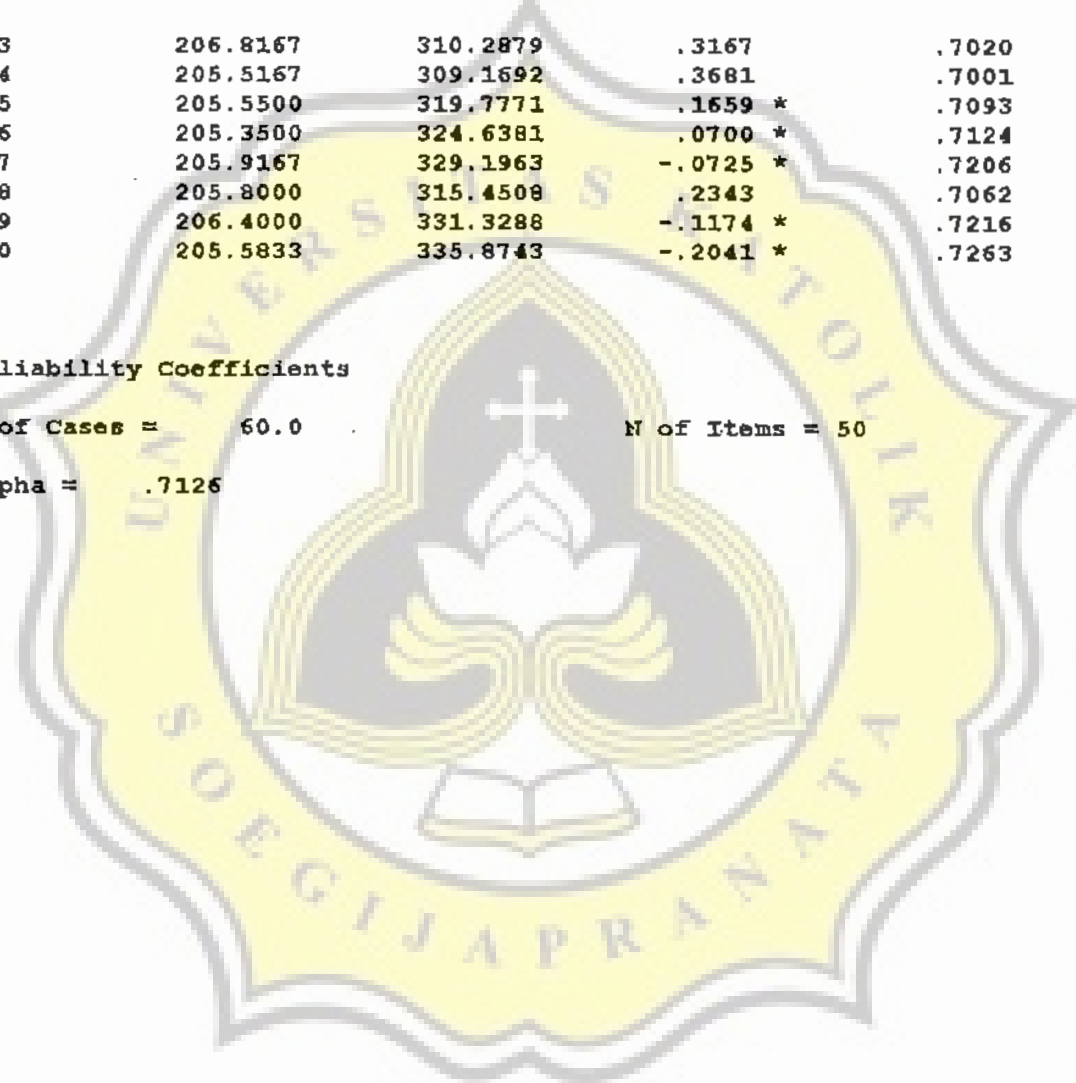 3 206.8167 310.2879 .3167 .7020
4 205.5167 309.1692 .3681 .7001
5 205.5500 319.7771 .1659 * .7093
6 205.3500 324.6381 .0700 * .7124
7 205.9167 329.1963 -.0725 * .7206
8 205.8000 315.4508 .2343 .7062
9 206.4000 331.3288 -.1174 * .7216
0 205.5833 335.8743 -.2041 * .7263
liability Coefficients
of Cases = 60.0 N of Items = 50
pha = .7126
UNIVERSITAS KATOLIK
SOEGIJAPRANATA